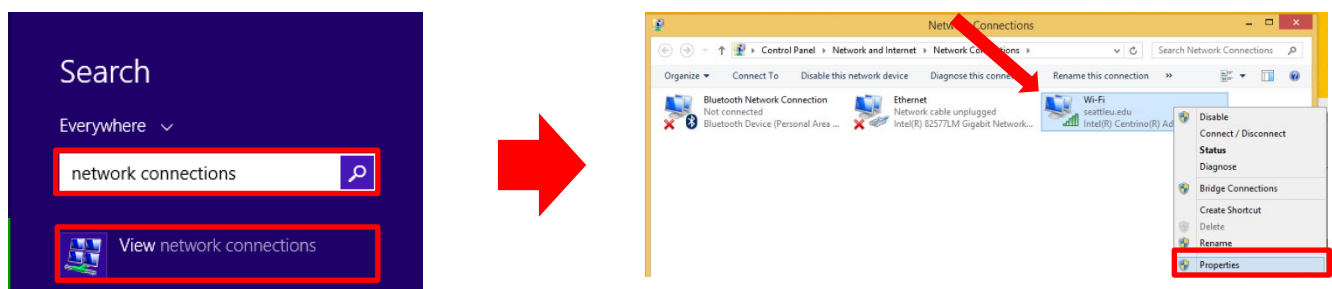 Search
Everywhere
network connections
View network connections
Network Connections
Control Panel Network and Internet Network Connections
Search Network Connections
Organize Connect To Disable this network device Diagnose this Rename this connection »
Bluetooth Network Connection
Not connected
Bluetooth Device (Personal Area ...
Ethernet
Network cable unplugged
Intel(R) 82577LM Gigabit Network...
Wi-Fi
seattleu.edu
Intel(R) Centrino(R) Ad
Disable
Connect / Disconnect
Status
Diagnose
Bridge Connections
Create Shortcut
Delete
Rename
Properties